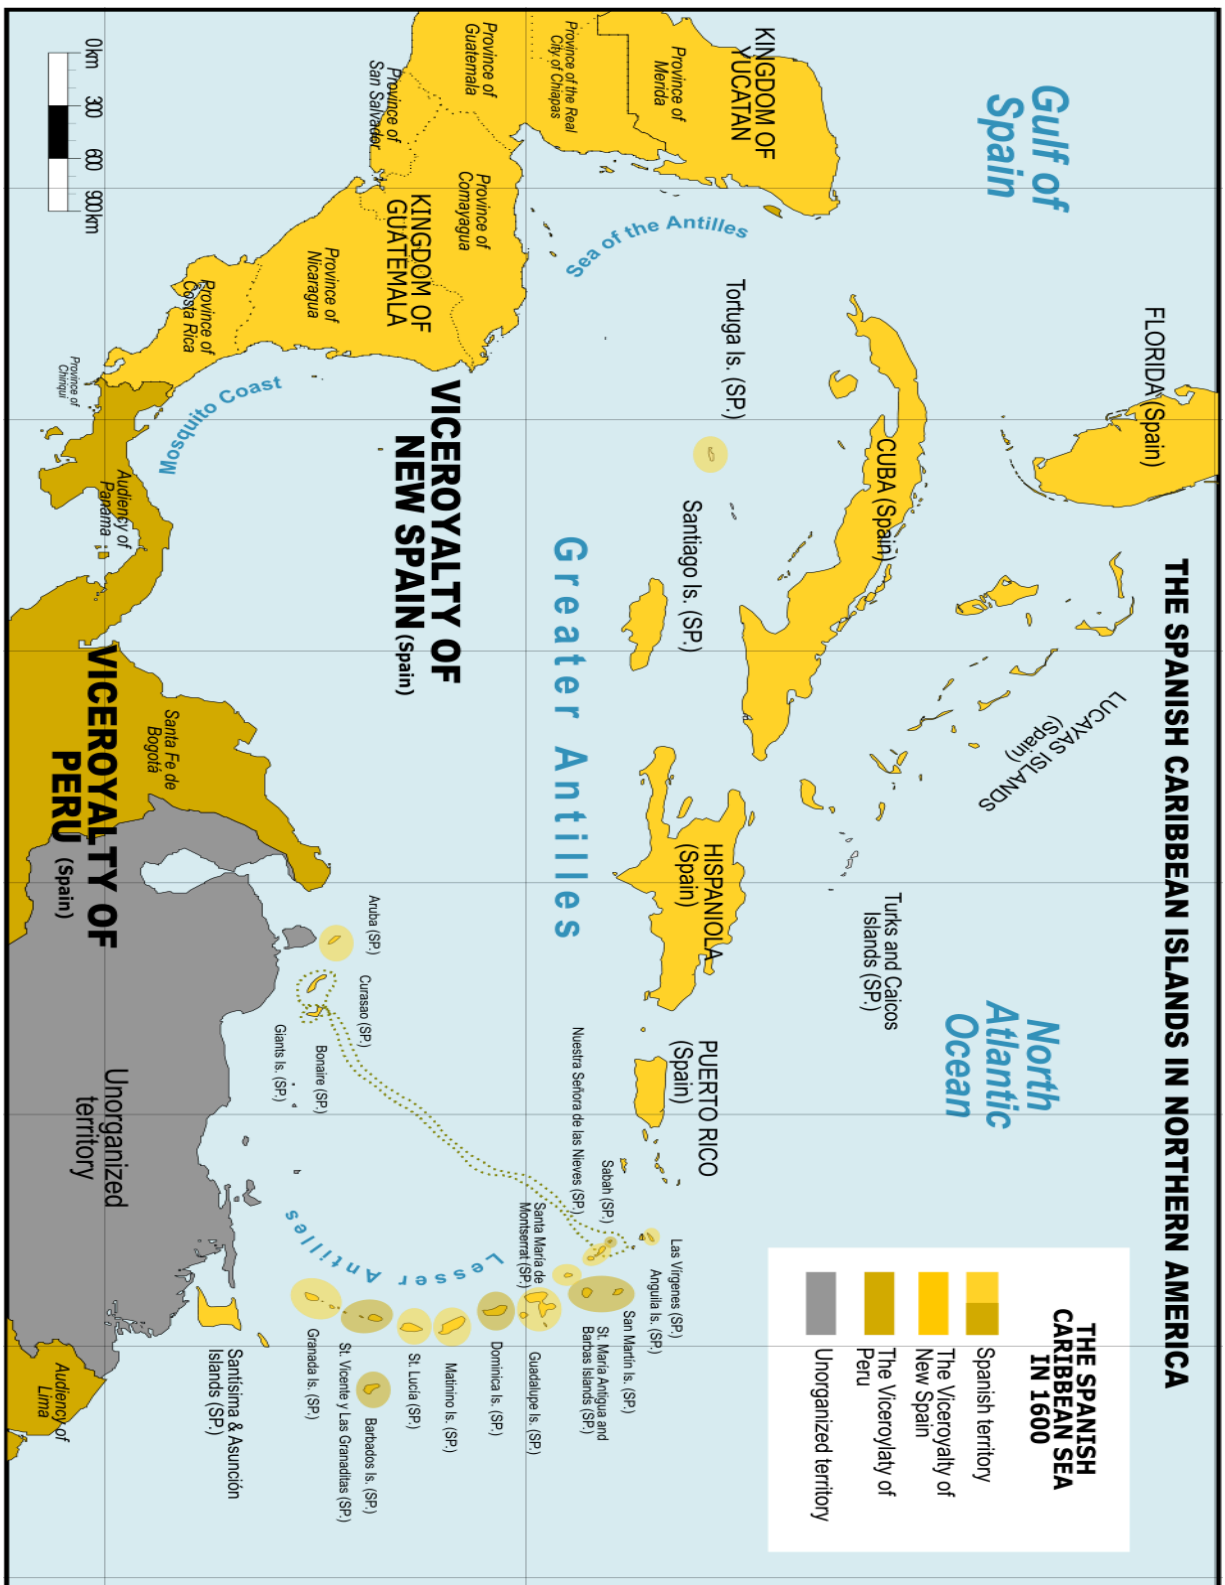 THE SPANISH CARIBBEAN ISLANDS IN NORTHERN AMERICA
Gulf of
Spain
FLORIDA (Spain)
LUCAYAS ISLANDS
(Spain)
North
Atlantic
Ocean
THE SPANISH
CARIBBEAN SEA
IN 1600
Spanish territory
The Viceroyalty of
New Spain
The Viceroylaty of
Peru
Unorganized territory
KINGDOM OF
YUCATAN
Province of
Merida
Province of the Real
City of Chiapas
Province of
Guatemala
Province of
San Salvador
Province of
Comayagua
KINGDOM OF
GUATEMALA
Province of
Nicaragua
Province of
Costa Rica
Province of
Chiriqui
Sea of the Antilles
Tortuga Is. (SP.)
CUBA (Spain)
Santiago Is. (SP.)
Turks and Caicos
Islands (SP.)
HISPANIOLA
(Spain)
PUERTO RICO
(Spain)
Greater Antilles
VICEROYALTY OF
NEW SPAIN (Spain)
Mosquito Coast
Nuestra Señora de las Nieves (SP.)
Sabah (SP.)
Santa María de
Montserrat (SP.)
Las Vírgenes (SP.)
Anguila Is. (SP.)
San Martín Is. (SP.)
St. María Antigua and
Barbas Islands (SP.)
Guadalupe Is. (SP.)
Dominica Is. (SP.)
Matinino Is. (SP.)
St. Lucía (SP.)
Barbados Is. (SP.)
St. Vicente y Las Granaditas (SP.)
Granada Is. (SP.)
Lesser Antilles
Aruba (SP.)
Curasao (SP.)
Bonaire (SP.)
Giants Is. (SP.)
Santísima & Asunción
Islands (SP.)
Audiency of
Panama
Santa Fe de
Bogotá
VICEROYALTY OF
PERU (Spain)
Unorganized
territory
Audiency of
Lima
0km 300 600 900km